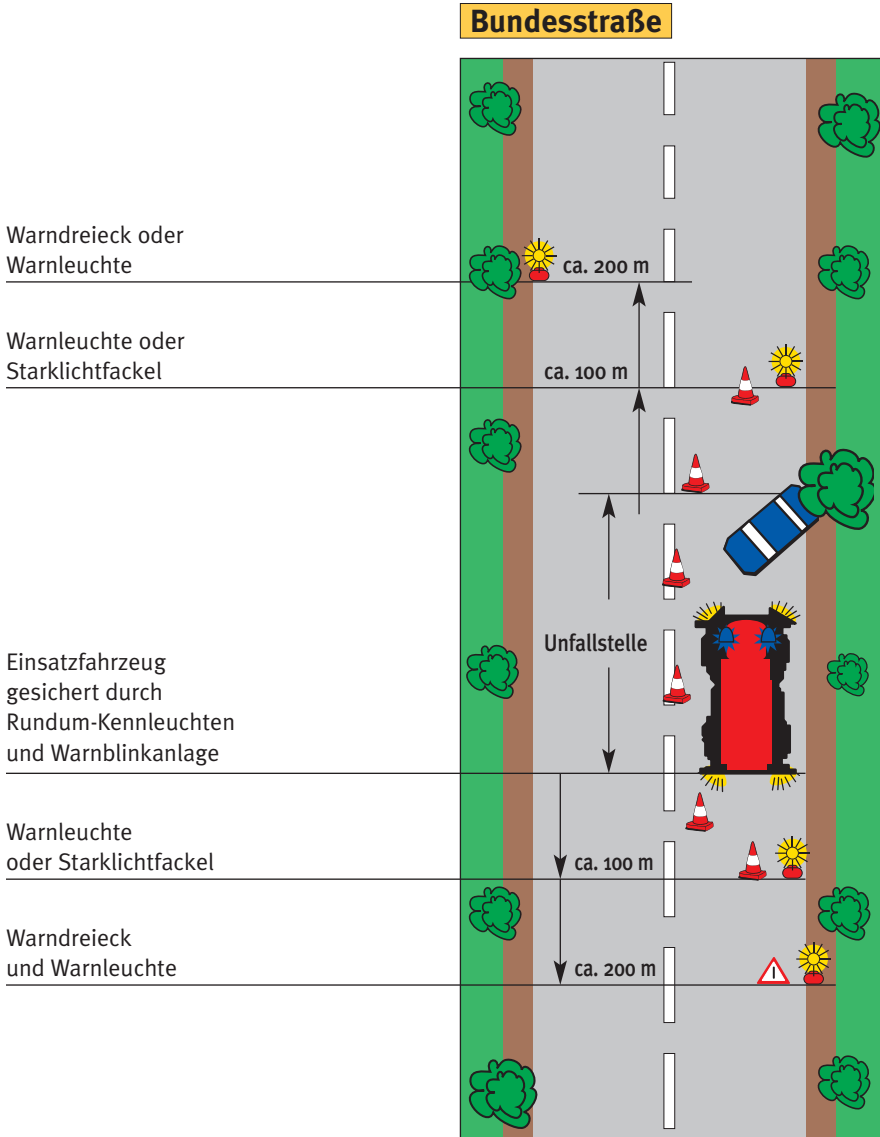 Bundesstraße
Warndreieck oder
Warnleuchte
ca. 200 m
Warnleuchte oder
Starklichtfackel
ca. 100 m
Unfallstelle
Einsatzfahrzeug
gesichert durch
Rundum-Kennleuchten
und Warnblinkanlage
Warnleuchte
oder Starklichtfackel
ca. 100 m
Warndreieck
und Warnleuchte
ca. 200 m